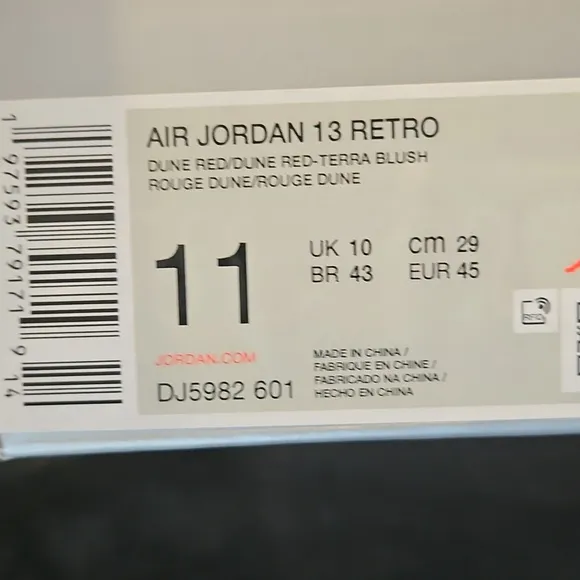 AIR JORDAN 13 RETRO
DUNE RED/DUNE RED-TERRA BLUSH
ROUGE DUNE/ROUGE DUNE
11
UK 10 cm 29
BR 43 EUR 45
JORDAN.COM
DJ5982 601
MADE IN CHINA /
FABRIQUE EN CHINE /
FABRICADO NA CHINA /
HECHO EN CHINA
RFID
1 97593 79171 9 14